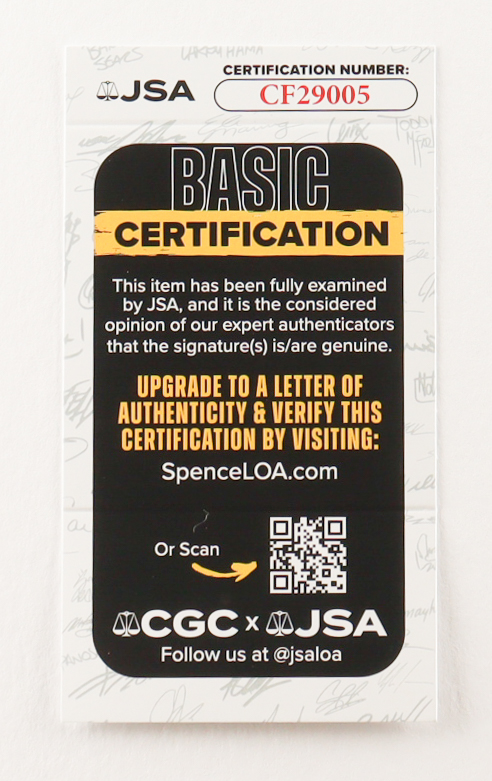 LARRY HAMA
CERTIFICATION NUMBER:
JSA
CF29005
BASIC
CERTIFICATION
This item has been fully examined
by JSA, and it is the considered
opinion of our expert authenticators
that the signature(s) is/are genuine.
UPGRADE TO A LETTER OF
AUTHENTICITY & VERIFY THIS
CERTIFICATION BY VISITING:
SpenceLOA.com
Or Scan
CGC x JSA
Follow us at @jsaloa